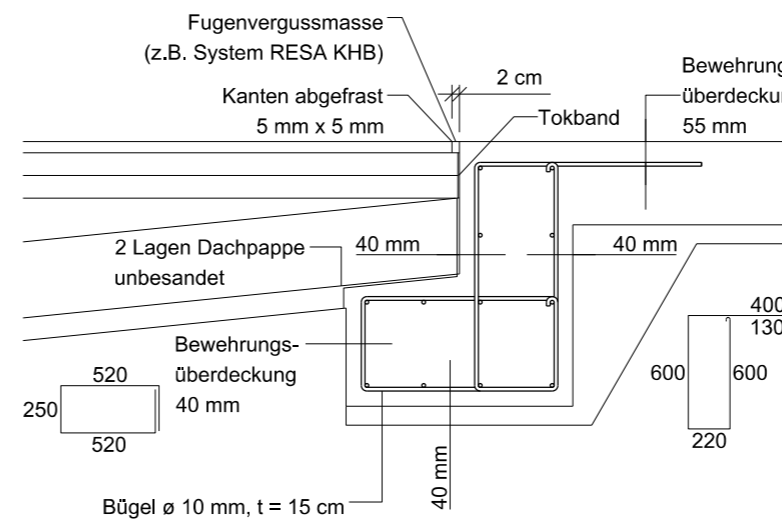 Fugenvergussmasse
(z.B. System RESA KHB)
2 cm
Kanten abgefrast
5 mm x 5 mm
Tokband
überdeckun
55 mm
2 Lagen Dachpappe
unbesandet
40 mm
40 mm
Bewehrungs-
überdeckung
40 mm
40 mm
520
250
520
400
130
600
600
220
Bügel ø 10 mm, t = 15 cm